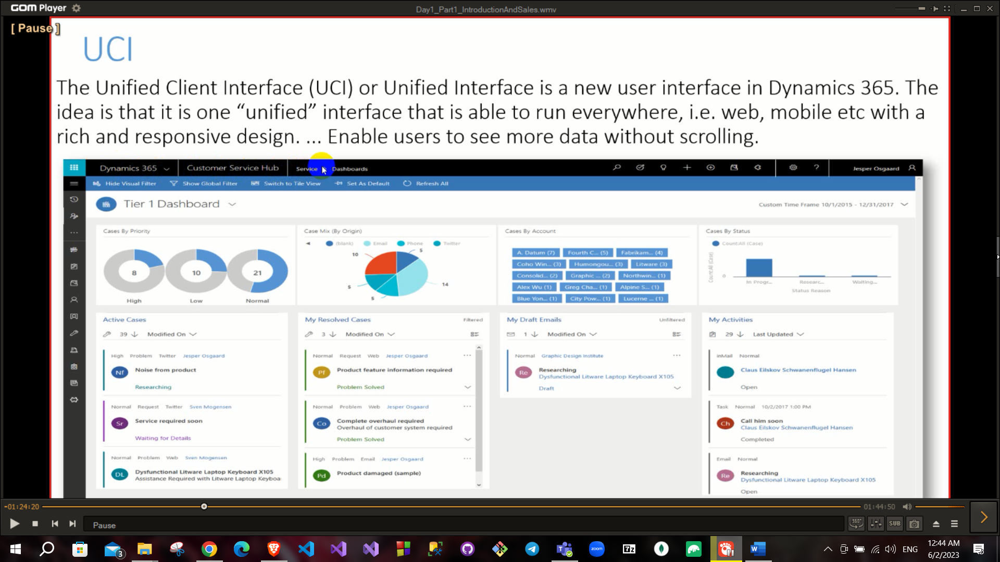 GOM Player
Day1_Part1_IntroductionAndSales.wmv
[ Pause ]
UCI
The Unified Client Interface (UCI) or Unified Interface is a new user interface in Dynamics 365. The
idea is that it is one “unified” interface that is able to run everywhere, i.e. web, mobile etc with a
rich and responsive design. ... Enable users to see more data without scrolling.
Dynamics 365 Customer Service Hub Service Dashboards ? Jesper Osgaard
Hide Visual Filter Show Global Filter Switch to Tile View Set As Default Refresh All
Tier 1 Dashboard
Custom Time Frame 10/1/2015 - 12/31/2017
Cases By Priority
8 10 21
High Low Normal
Case Mix (By Origin)
(blank) Email Phone Twitter
10 5
14
5
5
Cases By Account
A. Datum (7) Fourth C... (5) Fabrikam... (4)
Coho Win... (3) Humongou... (3) Litware (3)
Consolid... (2) Graphic ... (2) Northwin... (1)
Alex Wu (1) Greg Cha... (1) Alpine S... (1)
Blue Yon... (1) City Pow... (1) Lucerne ... (1)
Cases By Status
Count:All (Case)
Count:All (Case)
0
In Progr... Researc... Waiting...
Status Reason
Active Cases
39 Modified On
High Problem Twitter Jesper Osgaard
Nf Noise from product
Researching
Normal Request Twitter Sven Mogensen
Sr Service required soon
Waiting for Details
Normal Problem Web Sven Mogensen
DL Dysfunctional Litware Laptop Keyboard X105
Assistance Required with Litware Laptop Keyboa
My Resolved Cases Filtered
3 Modified On
Normal Request Web Jesper Osgaard
Pf Product feature information required
Problem Solved
Normal Problem Web Jesper Osgaard
Co Complete overhaul required
Overhaul of customer system required
Problem Solved
High Problem Email Jesper Osgaard
Pd Product damaged (sample)
My Draft Emails Unfiltered
1 Modified On
Normal Graphic Design Institute
Re Researching
Dysfunctional Litware Laptop Keyboard X105
Draft
My Activities
29 Last Updated
inMail Normal
Claus Eilskov Schwanenflugel Hansen
Open
Task Normal 10/2/2017 1:00 PM
Ch Call him soon
Claus Eilskov Schwanenflugel Hansen
Completed
Email Normal
Re Researching
Dysfunctional Litware Laptop Keyboard X105
Open
-01:24:20 01:44:50
Pause 360° SUB
3 zoom 7z W ENG 12:44 AM
6/2/2023